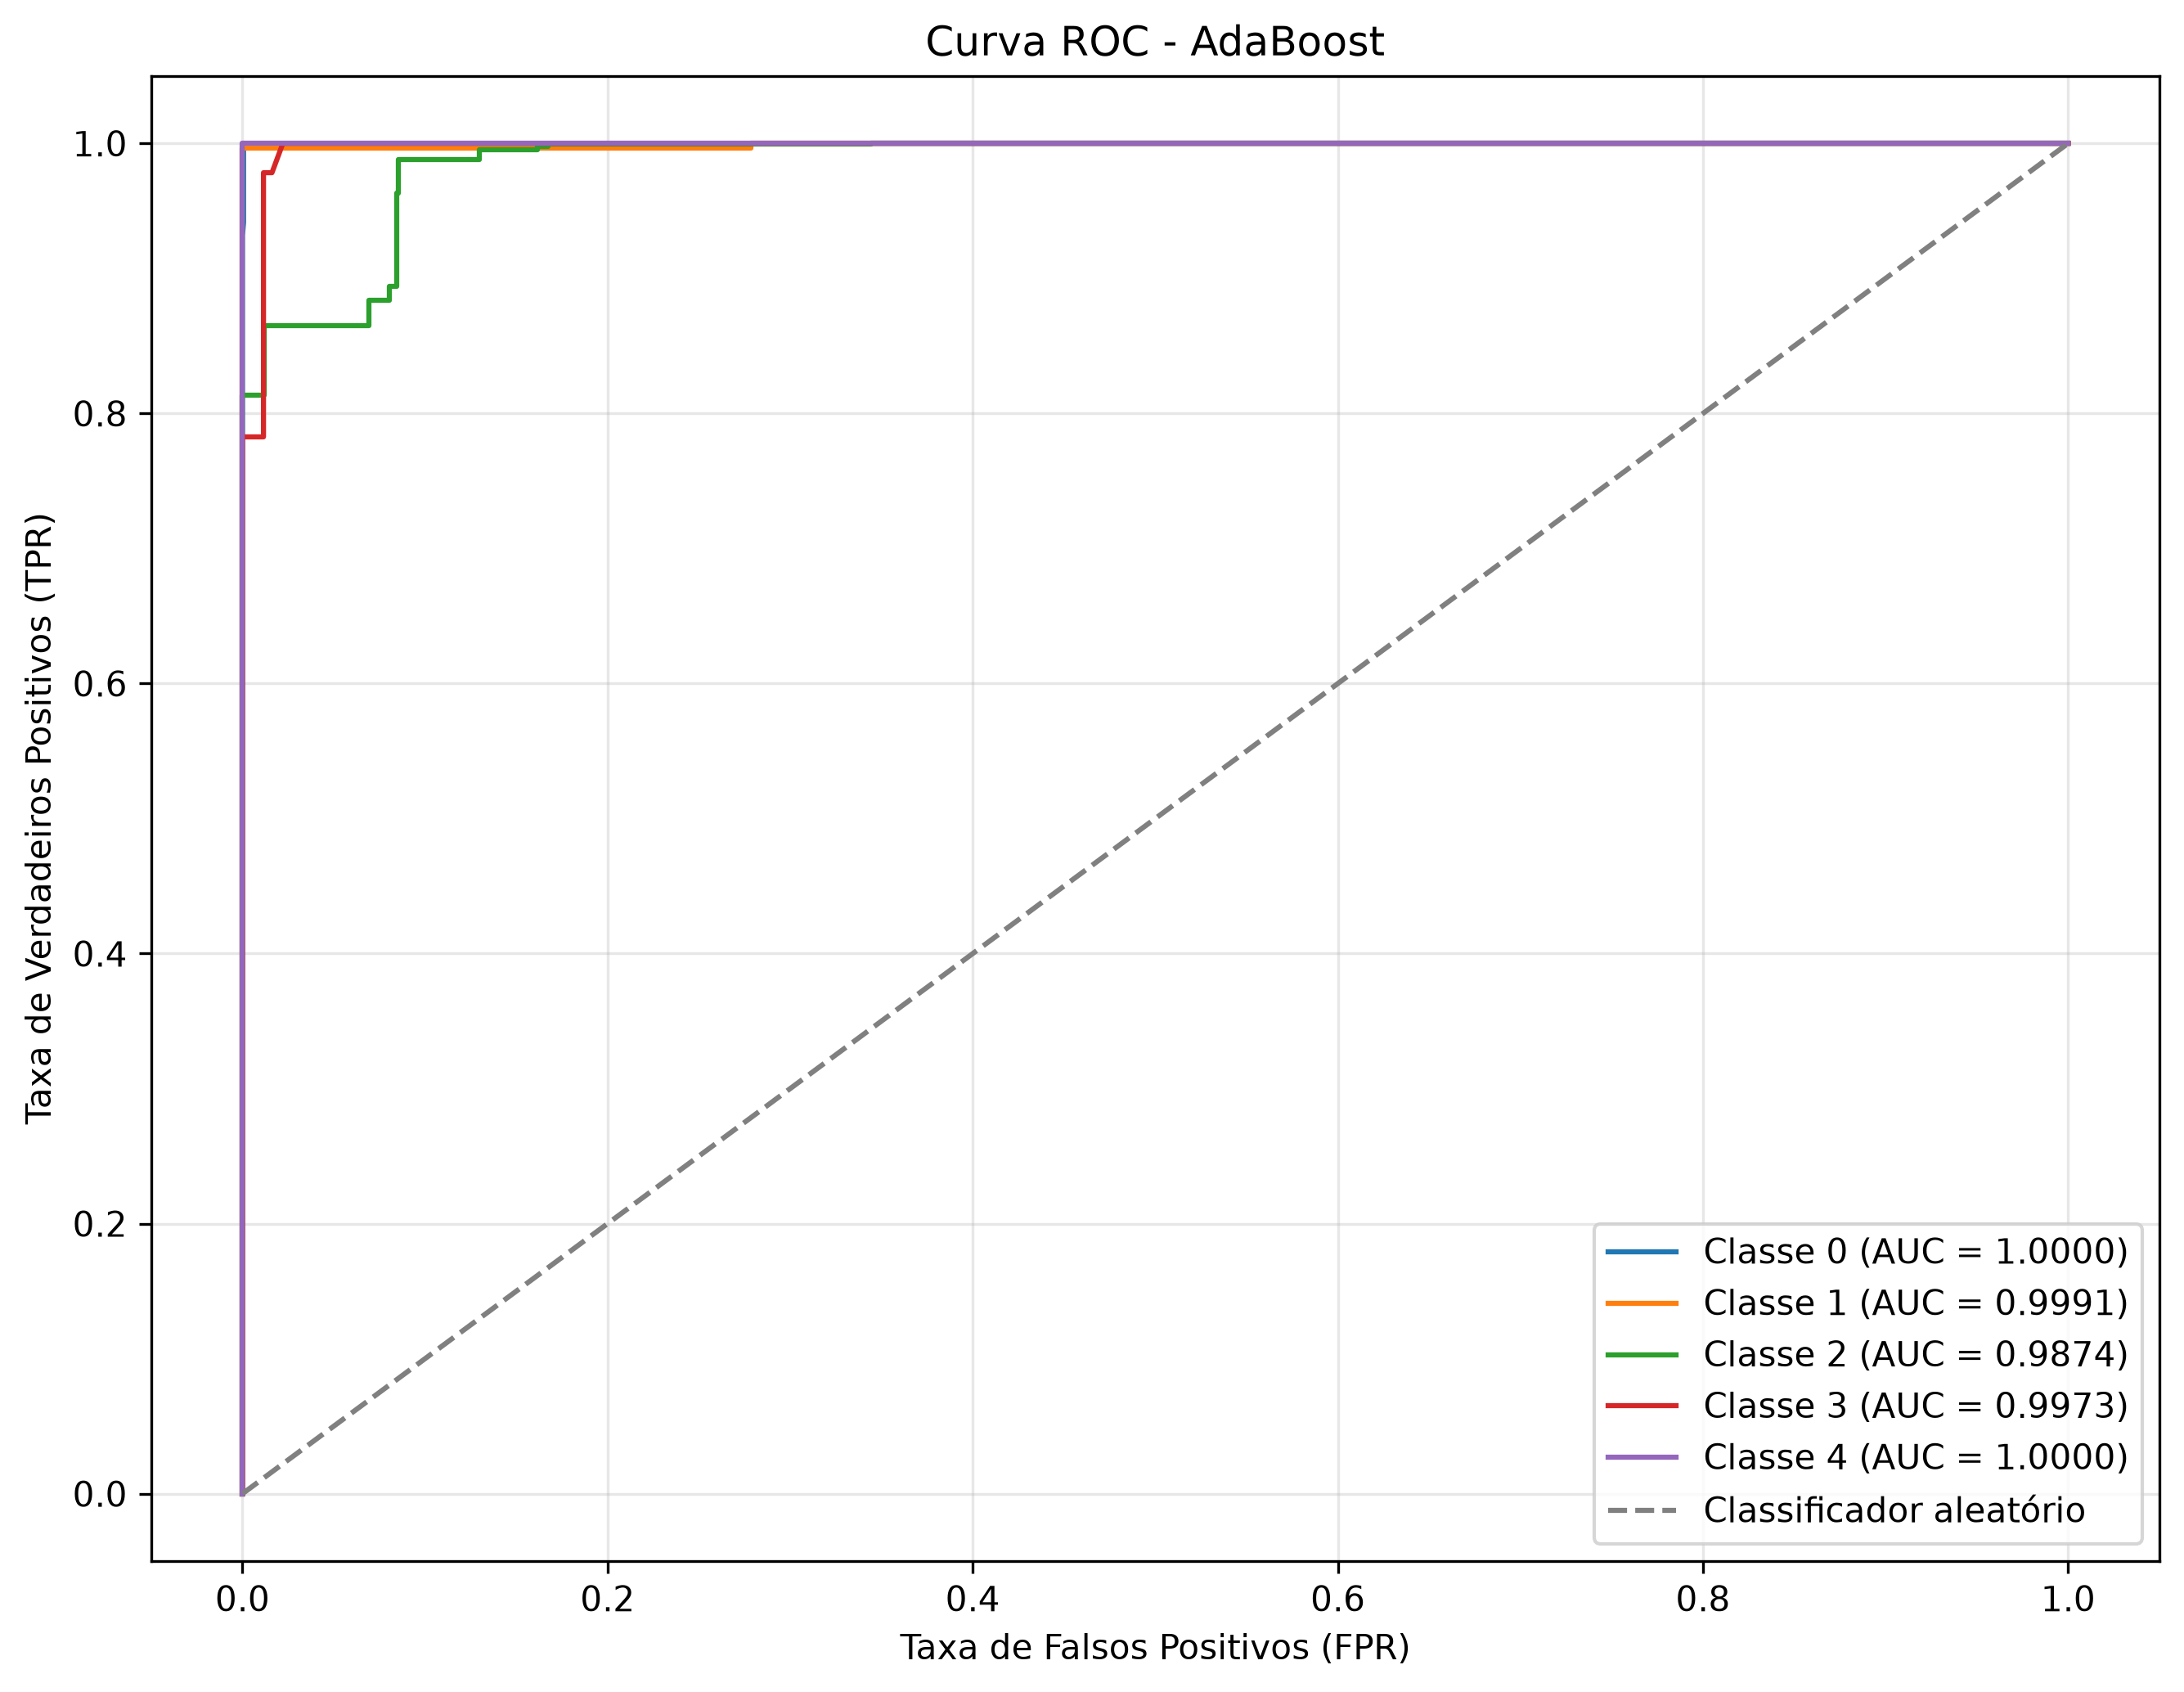 Curva ROC - AdaBoost
Taxa de Verdadeiros Positivos (TPR)
1.0
0.8
0.6
0.4
0.2
0.0
Classe 0 (AUC = 1.0000)
Classe 1 (AUC = 0.9991)
Classe 2 (AUC = 0.9874)
Classe 3 (AUC = 0.9973)
Classe 4 (AUC = 1.0000)
Classificador aleatório
0.0 0.2 0.4 0.6 0.8 1.0
Taxa de Falsos Positivos (FPR)